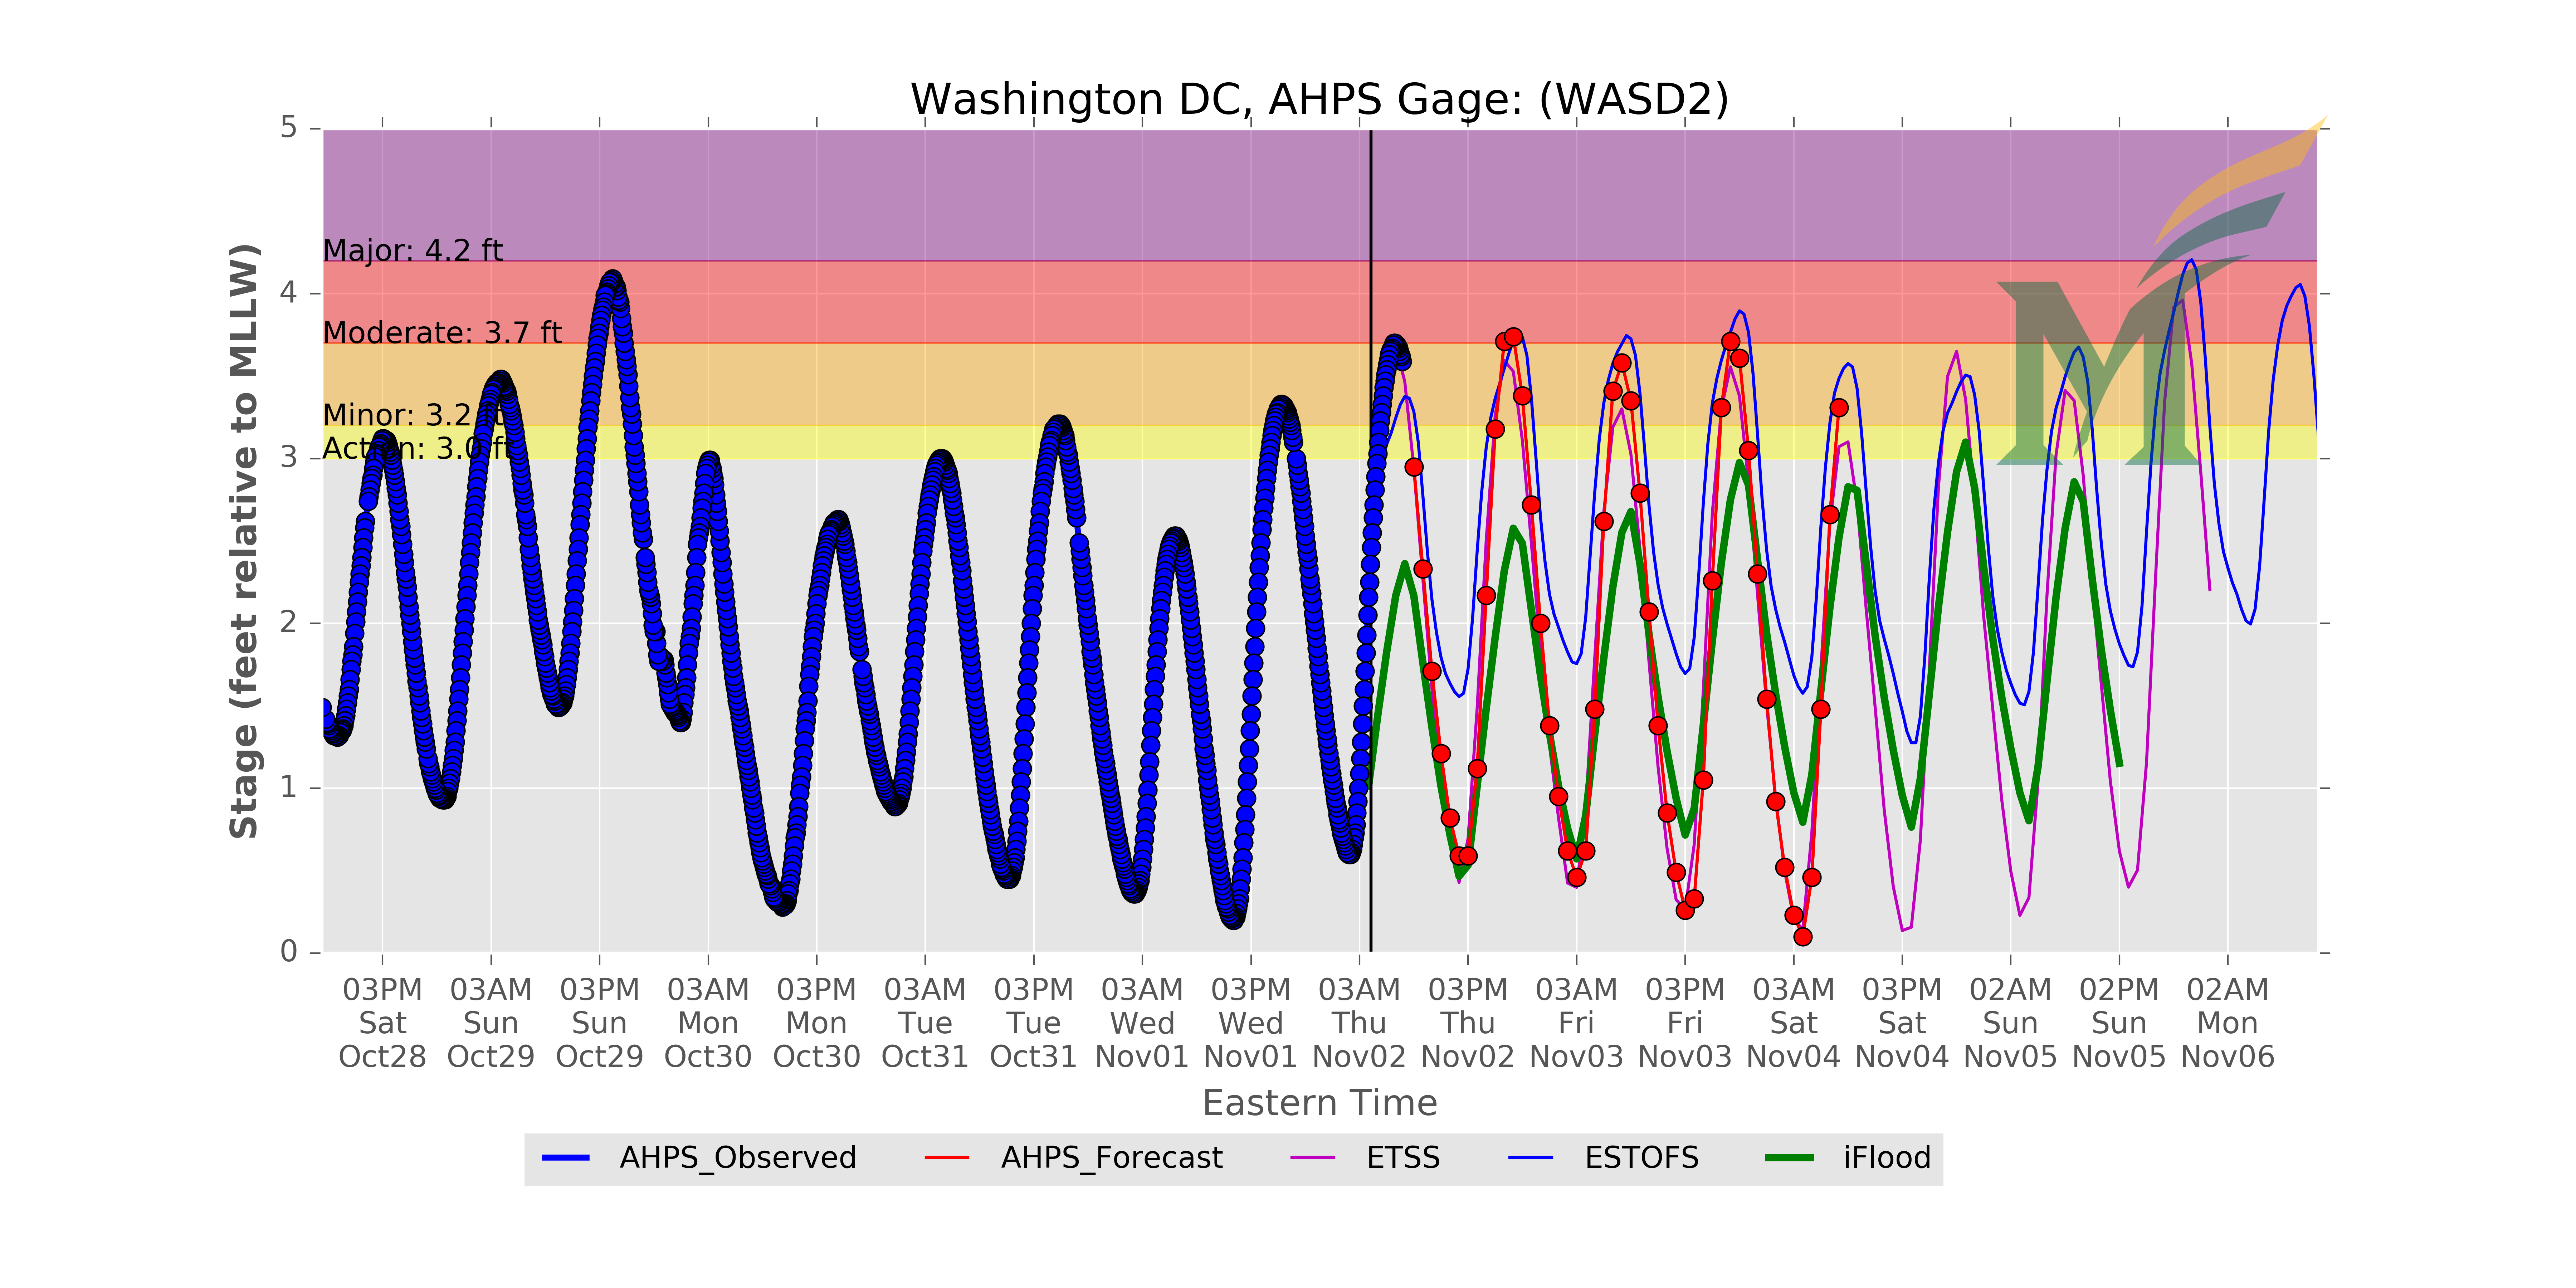 Washington DC, AHPS Gage: (WASD2)
Stage (feet relative to MLLW)
5
4
3
2
1
0
Major: 4.2 ft
Moderate: 3.7 ft
Minor: 3.2 ft
Action: 3.0 ft
03PM 03AM 03PM 03AM 03PM 03AM 03PM 03AM 03PM 03AM 03PM 03AM 03PM 03AM 03PM 02AM 02PM 02AM
Sat Sun Sun Mon Mon Tue Tue Wed Wed Thu Thu Fri Fri Sat Sat Sun Sun Mon
Oct28 Oct29 Oct29 Oct30 Oct30 Oct31 Oct31 Nov01 Nov01 Nov02 Nov02 Nov03 Nov03 Nov04 Nov04 Nov05 Nov05 Nov06
Eastern Time
AHPS_Observed AHPS_Forecast ETSS ESTOFS iFlood
M